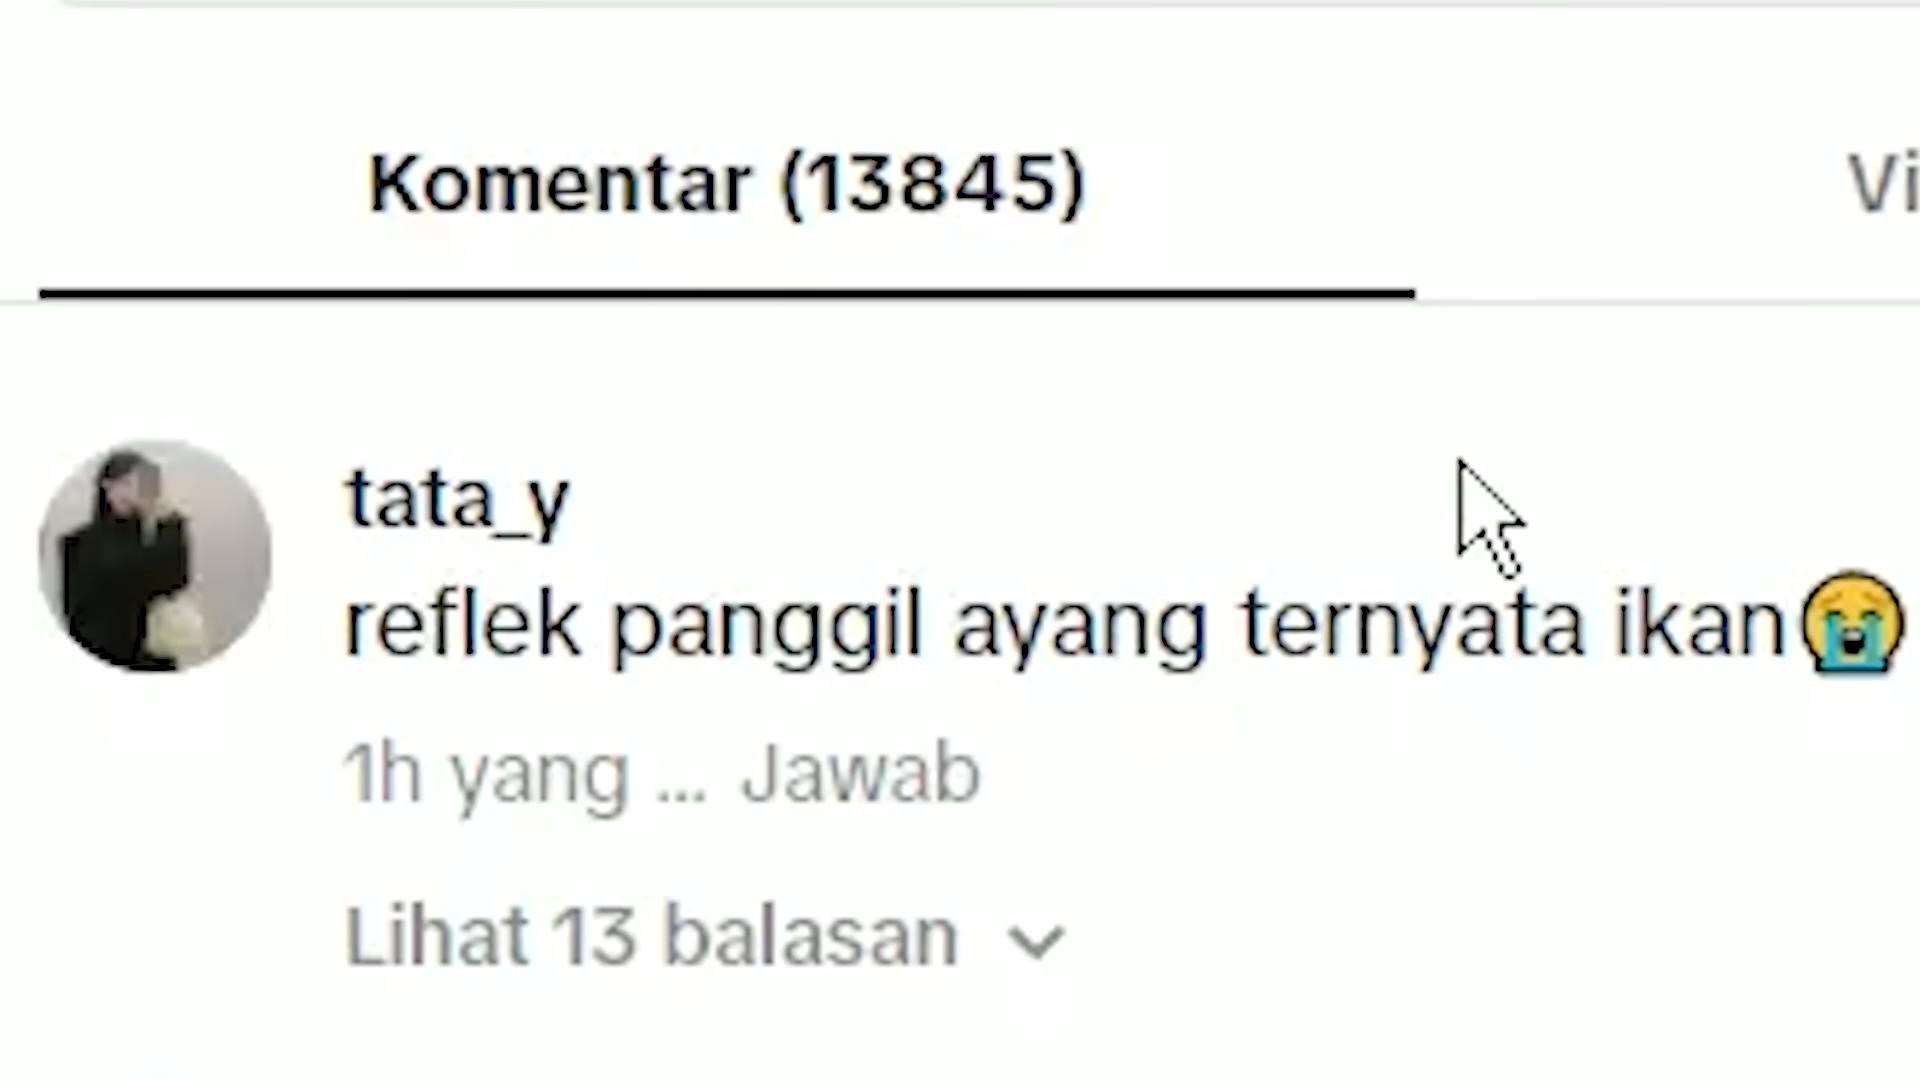 Komentar (13845)
Vi
tata_y
reflek panggil ayang ternyata ikan😭
1h yang ... Jawab
Lihat 13 balasan